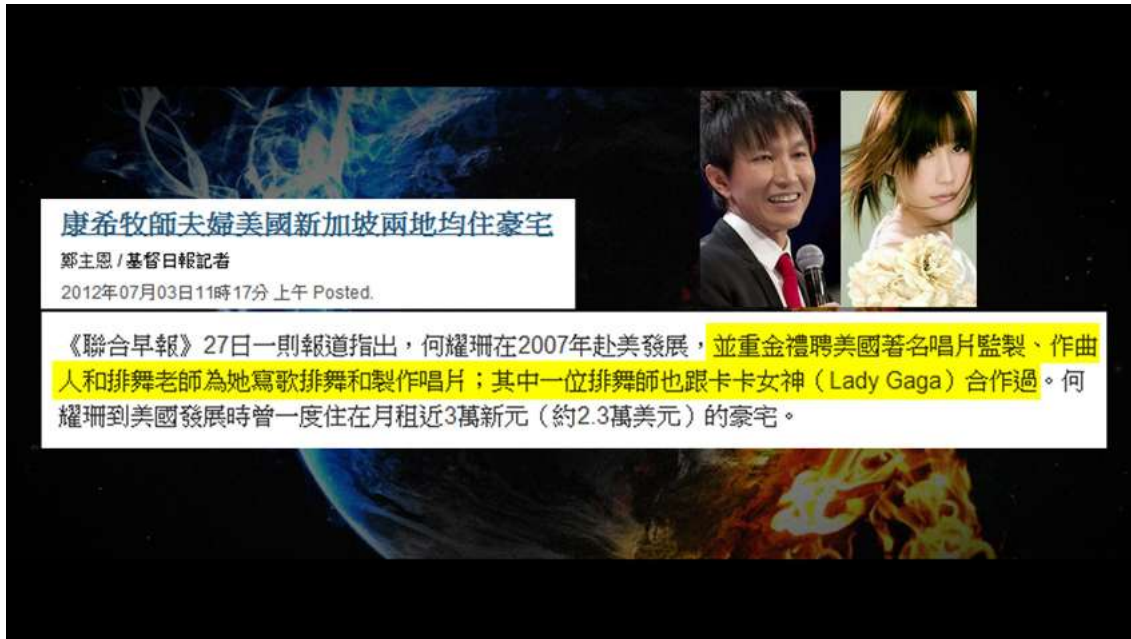 康希牧師夫婦美國新加坡兩地均住豪宅
鄭主恩 / 基督日報記者
2012年07月03日11時17分 上午 Posted.
《聯合早報》27日一則報道指出，何耀珊在2007年赴美發展，並重金禮聘美國著名唱片監製、作曲
人和排舞老師為她寫歌排舞和製作唱片；其中一位排舞師也跟卡卡女神（Lady Gaga）合作過。何
耀珊到美國發展時曾一度住在月租近3萬新元（約2.3萬美元）的豪宅。